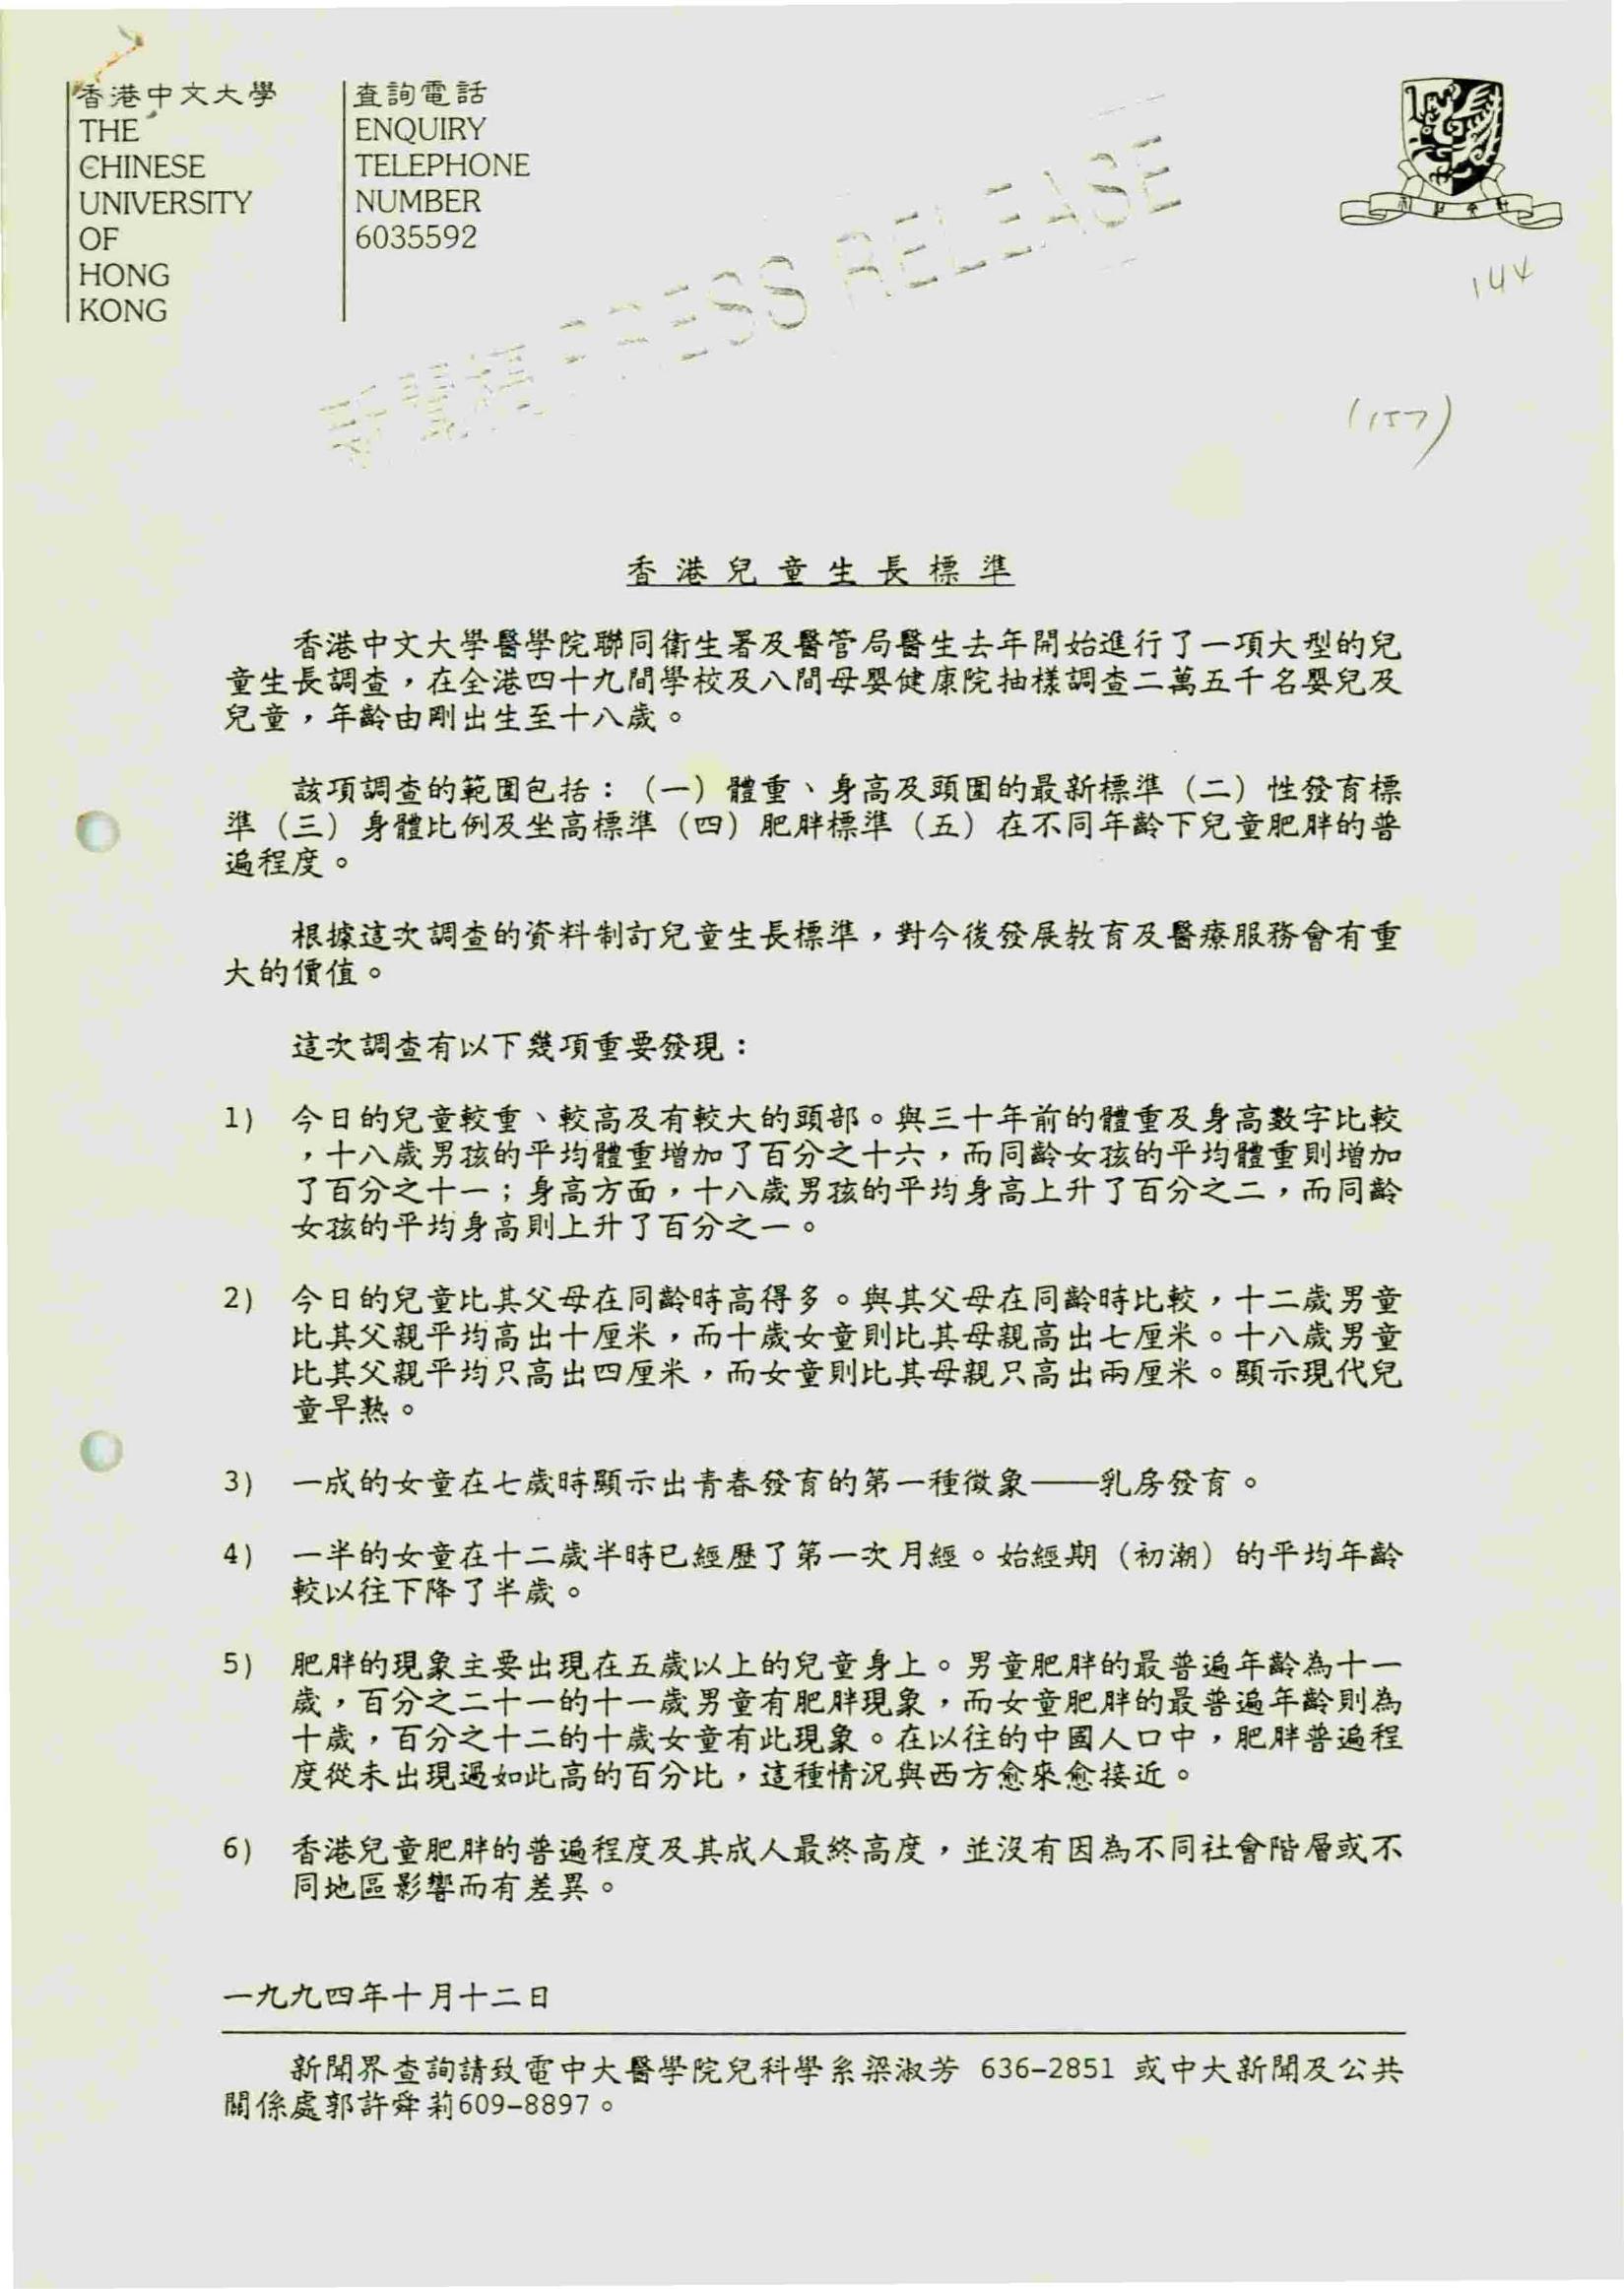 香港中文大學
THE
CHINESE
UNIVERSITY
OF
HONG
KONG
查詢電話
ENQUIRY
TELEPHONE
NUMBER
6035592
新聞稿 PRESS RELEASE
144
(157)
香港兒童生長標準
香港中文大學醫學院聯同衛生署及醫管局醫生去年開始進行了一項大型的兒
童生長調查，在全港四十九間學校及八間母嬰健康院抽樣調查二萬五千名嬰兒及
兒童，年齡由剛出生至十八歲。
該項調查的範圍包括：（一）體重、身高及頭圍的最新標準（二）性發育標
準（三）身體比例及坐高標準（四）肥胖標準（五）在不同年齡下兒童肥胖的普
遍程度。
根據這次調查的資料制訂兒童生長標準，對今後發展教育及醫療服務會有重
大的價值。
這次調查有以下幾項重要發現：
1) 今日的兒童較重、較高及有較大的頭部。與三十年前的體重及身高數字比較
，十八歲男孩的平均體重增加了百分之十六，而同齡女孩的平均體重則增加
了百分之十一；身高方面，十八歲男孩的平均身高上升了百分之二，而同齡
女孩的平均身高則上升了百分之一。
2) 今日的兒童比其父母在同齡時高得多。與其父母在同齡時比較，十二歲男童
比其父親平均高出十厘米，而十歲女童則比其母親高出七厘米。十八歲男童
比其父親平均只高出四厘米，而女童則比其母親只高出兩厘米。顯示現代兒
童早熟。
3) 一成的女童在七歲時顯示出青春發育的第一種徵象——乳房發育。
4) 一半的女童在十二歲半時已經歷了第一次月經。始經期（初潮）的平均年齡
較以往下降了半歲。
5) 肥胖的現象主要出現在五歲以上的兒童身上。男童肥胖的最普遍年齡為十一
歲，百分之二十一的十一歲男童有肥胖現象，而女童肥胖的最普遍年齡則為
十歲，百分之十二的十歲女童有此現象。在以往的中國人口中，肥胖普遍程
度從未出現過如此高的百分比，這種情況與西方愈來愈接近。
6) 香港兒童肥胖的普遍程度及其成人最終高度，並沒有因為不同社會階層或不
同地區影響而有差異。
一九九四年十月十二日
新聞界查詢請致電中大醫學院兒科學系梁淑芳 636-2851 或中大新聞及公共
關係處郭許舜莉609-8897。